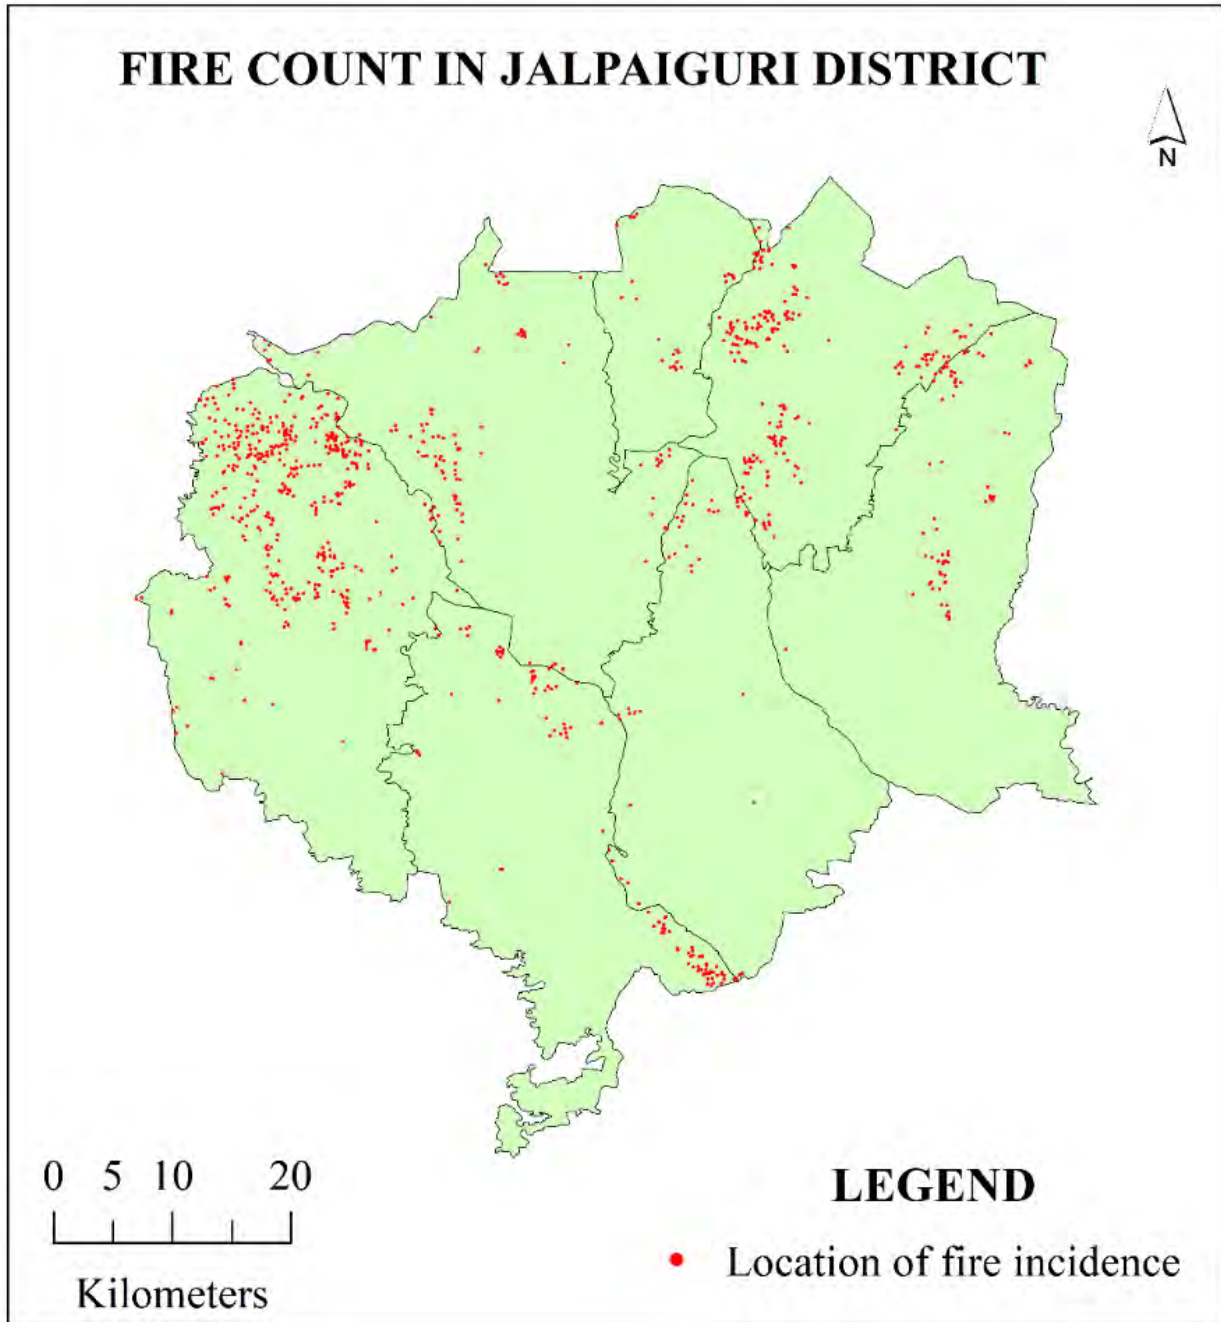 FIRE COUNT IN JALPAIGURI DISTRICT
N
0 5 10 20
Kilometers
LEGEND
Location of fire incidence